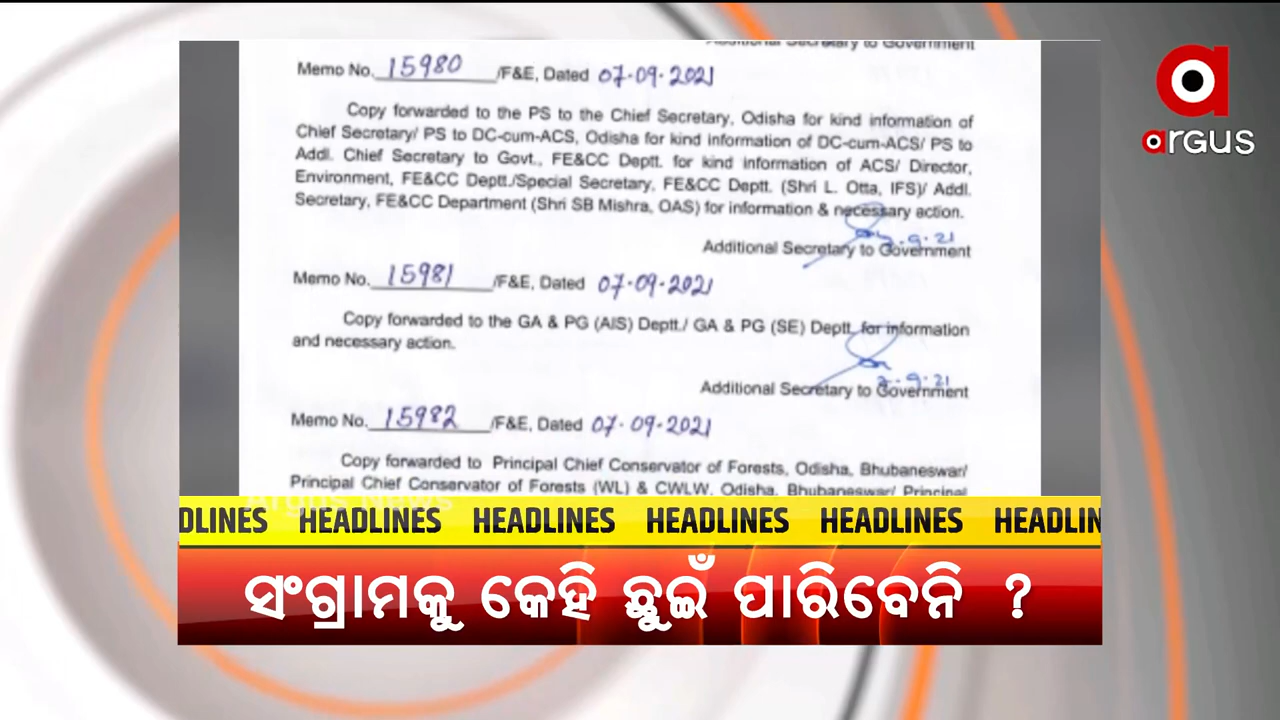 Additional Secretary to Government
Memo No. 15980 /F&E, Dated 07-09-2021
Copy forwarded to the PS to the Chief Secretary, Odisha for kind information of
Chief Secretary/ PS to DC-cum-ACS, Odisha for kind information of DC-cum-ACS/ PS to
Addl. Chief Secretary to Govt., FE&CC Deptt. for kind information of ACS/ Director,
Environment, FE&CC Deptt./Special Secretary, FE&CC Deptt. (Shri L. Otta, IFS)/ Addl.
Secretary, FE&CC Department (Shri SB Mishra, OAS) for information & necessary action.
Additional Secretary to Government
Memo No. 15981 /F&E, Dated 07-09-2021
Copy forwarded to the GA & PG (AIS) Deptt./ GA & PG (SE) Deptt. for information
and necessary action.
7-9-21
Additional Secretary to Government
Memo No. 15982 /F&E, Dated 07-09-2021
Copy forwarded to Principal Chief Conservator of Forests, Odisha, Bhubaneswar/
Principal Chief Conservator of Forests (WL) & CWLW, Odisha, Bhubaneswar/ Principal
Argus News
DLINES HEADLINES HEADLINES HEADLINES HEADLINES HEADLIN
ସଂଗ୍ରାମକୁ କେହି ଛୁଇଁ ପାରିବେନି ?
argus